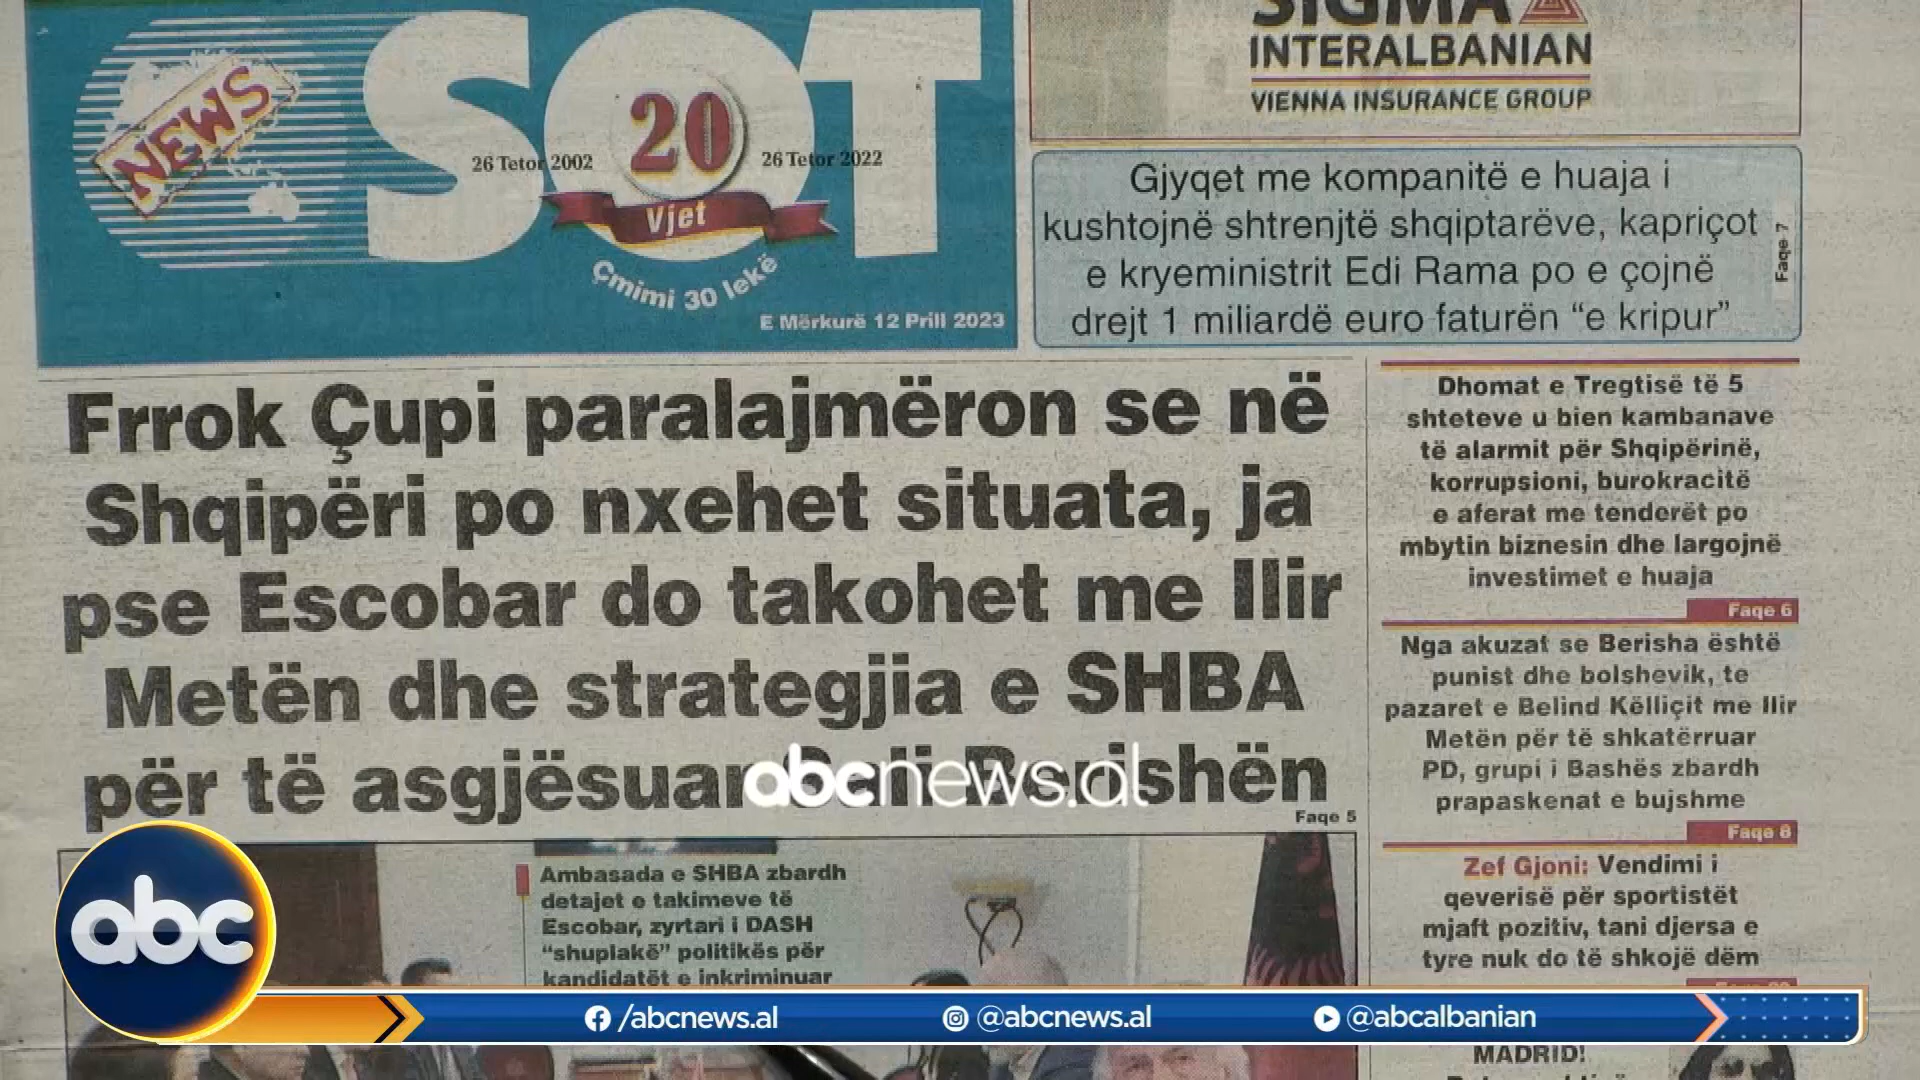 NEWS
SOT
20
26 Tetor 2002
26 Tetor 2022
Vjet
Çmimi 30 lekë
E Mërkurë 12 Prill 2023
SIGMA
INTERALBANIAN
VIENNA INSURANCE GROUP
Gjyqet me kompanitë e huaja i
kushtojnë shtrenjtë shqiptarëve, kapriçot
e kryeministrit Edi Rama po e çojnë
drejt 1 miliardë euro faturën “e kripur”
Faqe 7
Frrok Çupi paralajmëron se në
Shqipëri po nxehet situata, ja
pse Escobar do takohet me Ilir
Metën dhe strategjia e SHBA
për të asgjësuar Sali Berishën
Faqe 5
abcnews.al
Dhomat e Tregtisë të 5
shteteve u bien kambanave
të alarmit për Shqipërinë,
korrupsioni, burokracitë
e aferat me tenderët po
mbytin biznesin dhe largojnë
investimet e huaja
Faqe 6
Nga akuzat se Berisha është
punist dhe bolshevik, te
pazaret e Belind Këlliçit me Ilir
Metën për të shkatërruar
PD, grupi i Bashës zbardh
prapaskenat e bujshme
Faqe 8
Zef Gjoni: Vendimi i
qeverisë për sportistët
mjaft pozitiv, tani djersa e
tyre nuk do të shkojë dëm
Ambasada e SHBA zbardh
detajet e takimeve të
Escobar, zyrtari i DASH
“shuplakë” politikës për
kandidatët e inkriminuar
abc
/abcnews.al
@abcnews.al
@abcalbanian
MADRID!